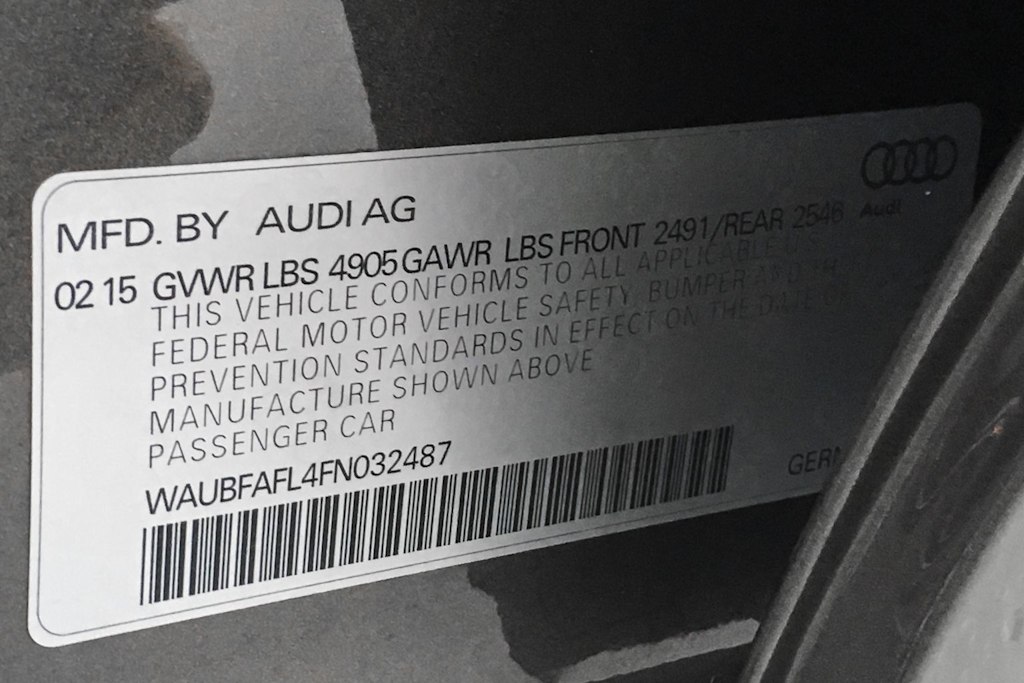 MFD. BY AUDI AG
02 15 GVWR LBS 4905 GAWR LBS FRONT 2491/REAR 2546
Audi
THIS VEHICLE CONFORMS TO ALL APPLICABLE
FEDERAL MOTOR VEHICLE SAFETY, BUMPER AND
PREVENTION STANDARDS IN EFFECT ON THE DATE
MANUFACTURE SHOWN ABOVE
PASSENGER CAR
WAUBFAFL4FN032487